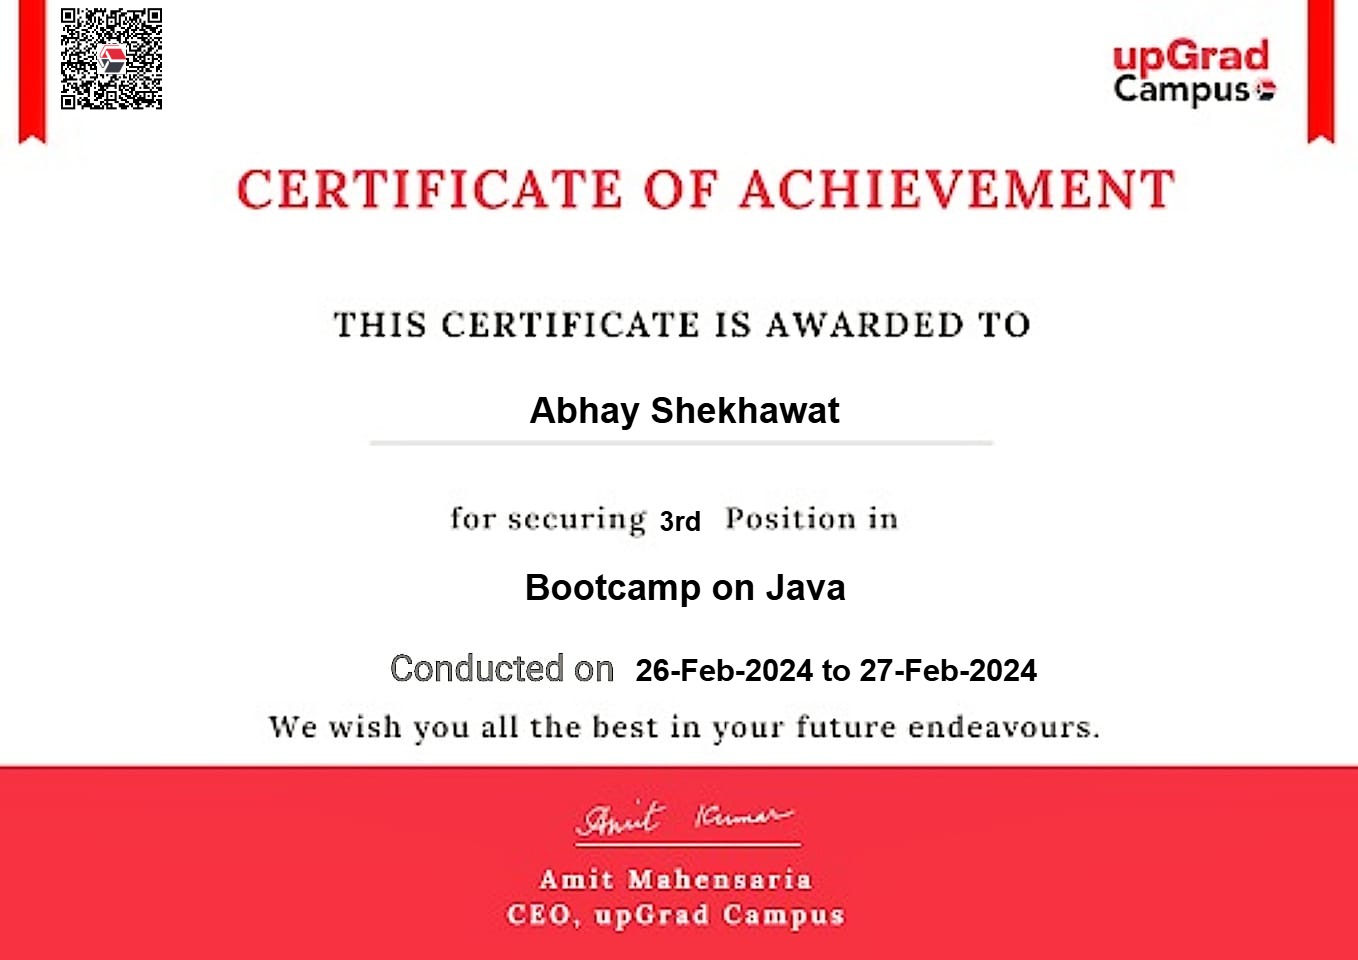 upGrad
Campus
CERTIFICATE OF ACHIEVEMENT
THIS CERTIFICATE IS AWARDED TO
Abhay Shekhawat
for securing 3rd Position in
Bootcamp on Java
Conducted on 26-Feb-2024 to 27-Feb-2024
We wish you all the best in your future endeavours.
Amit Kumar
Amit Mahensaria
CEO, upGrad Campus